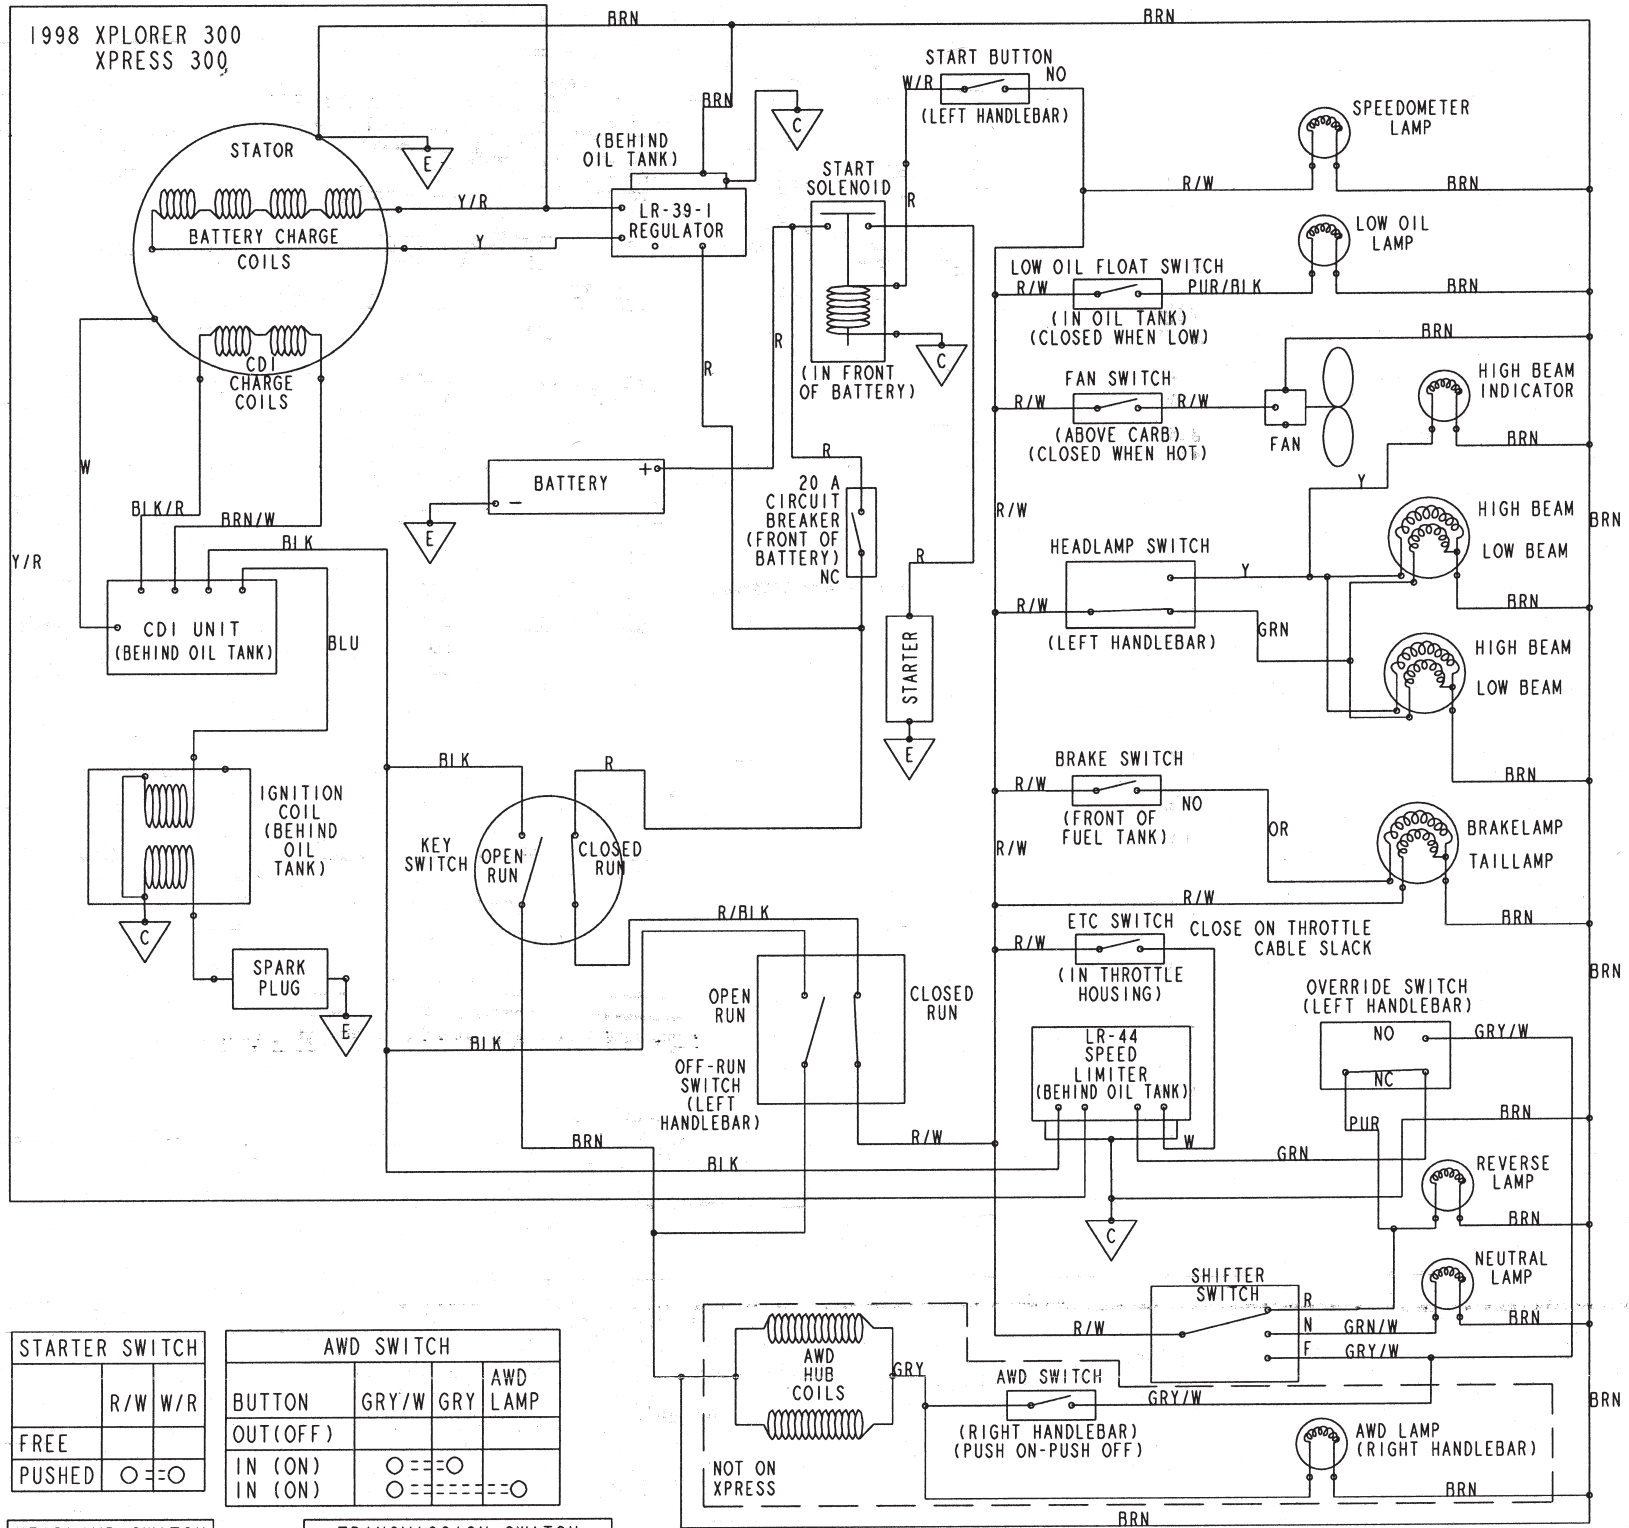 1998 XPLORER 300
XPRESS 300
BRN
BRN
START BUTTON
NO
W/R
(LEFT HANDLEBAR)
BRN
C
SPEEDOMETER
LAMP
STATOR
E
(BEHIND
OIL TANK)
START
SOLENOID
R/W
BRN
Y/R
LR-39-1
REGULATOR
R
BATTERY CHARGE
COILS
Y
LOW OIL
LAMP
LOW OIL FLOAT SWITCH
R/W
PUR/BLK
BRN
(IN OIL TANK)
(CLOSED WHEN LOW)
BRN
R
C
CDI
CHARGE
COILS
R
(IN FRONT
OF BATTERY)
FAN SWITCH
R/W
R/W
(ABOVE CARB)
(CLOSED WHEN HOT)
FAN
HIGH BEAM
INDICATOR
BRN
W
R
BATTERY
+
-
E
20 A
CIRCUIT
BREAKER
(FRONT OF
BATTERY)
NC
Y
BLK/R
BRN/W
BLK
R/W
HIGH BEAM
LOW BEAM
BRN
Y/R
R
HEADLAMP SWITCH
Y
R/W
GRN
(LEFT HANDLEBAR)
BRN
CDI UNIT
(BEHIND OIL TANK)
BLU
STARTER
E
HIGH BEAM
LOW BEAM
BRN
BLK
R
BRAKE SWITCH
R/W
NO
(FRONT OF
FUEL TANK)
OR
IGNITION
COIL
(BEHIND
OIL
TANK)
C
KEY
SWITCH
OPEN
RUN
CLOSED
RUN
R/W
BRAKELAMP
TAILLAMP
R/W
BRN
R/BLK
ETC SWITCH
R/W
CLOSE ON THROTTLE
CABLE SLACK
(IN THROTTLE
HOUSING)
SPARK
PLUG
E
OPEN
RUN
CLOSED
RUN
BRN
OVERRIDE SWITCH
(LEFT HANDLEBAR)
NO
GRY/W
NC
BLK
OFF-RUN
SWITCH
(LEFT
HANDLEBAR)
LR-44
SPEED
LIMITER
(BEHIND OIL TANK)
PUR
BRN
BRN
R/W
W
GRN
BLK
REVERSE
LAMP
BRN
C
NEUTRAL
LAMP
SHIFTER
SWITCH
R
R/W
N
GRN/W
BRN
F
GRY/W
AWD
HUB
COILS
GRY
AWD SWITCH
GRY/W
(RIGHT HANDLEBAR)
(PUSH ON-PUSH OFF)
BRN
AWD LAMP
(RIGHT HANDLEBAR)
NOT ON
XPRESS
BRN
BRN
STARTER SWITCH
R/W W/R
FREE
PUSHED
AWD SWITCH
BUTTON GRY/W GRY AWD
LAMP
OUT(OFF)
IN (ON)
IN (ON)
TRANSMISSION SWITCH